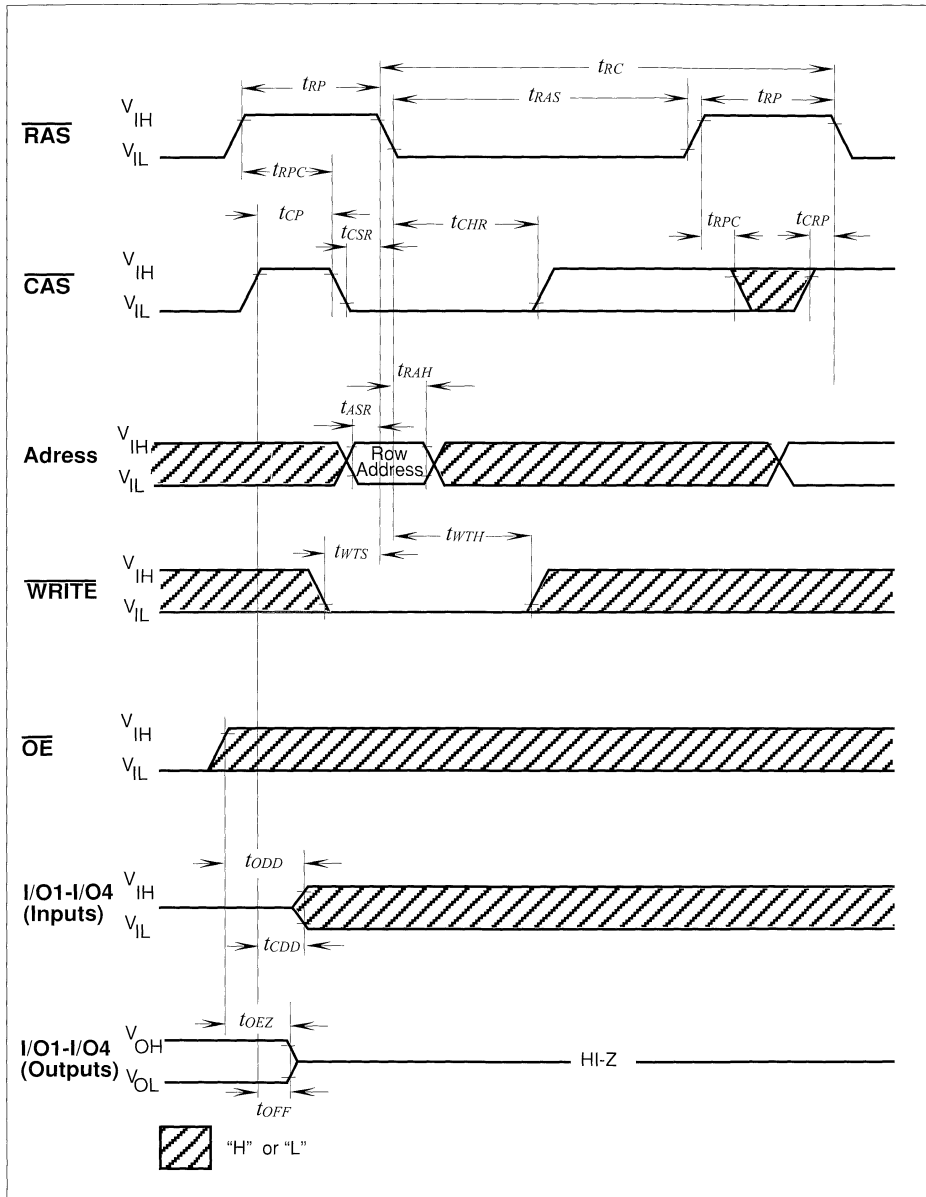 tRC
tRP
tRAS
tRP
RAS
VIH
VIL
tRPC
tCP
tCSR
tCHR
tRPC
tCRP
CAS
VIH
VIL
tRAH
tASR
Adress
VIH
VIL
Row
Address
tWTS
tWTH
WRITE
VIH
VIL
OE
VIH
VIL
tODD
I/O1-I/O4
(Inputs)
VIH
VIL
tCDD
tOEZ
I/O1-I/O4
(Outputs)
VOH
VOL
HI-Z
tOFF
"H" or "L"